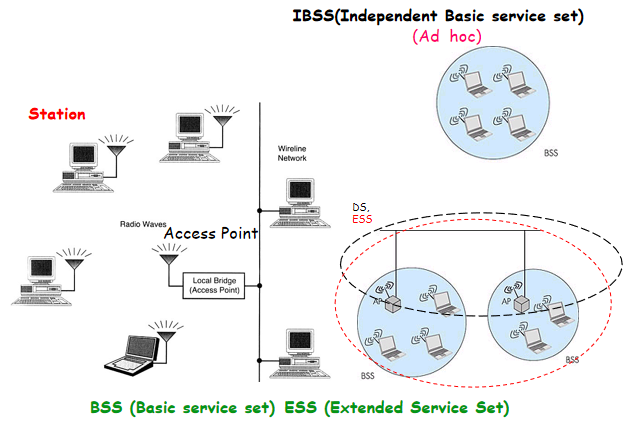 IBSS(Independent Basic service set)
(Ad hoc)
BSS
Station
Wireline
Network
Radio Waves
Access Point
Local Bridge
(Access Point)
DS,
ESS
AP
AP
BSS
BSS
BSS (Basic service set) ESS (Extended Service Set)